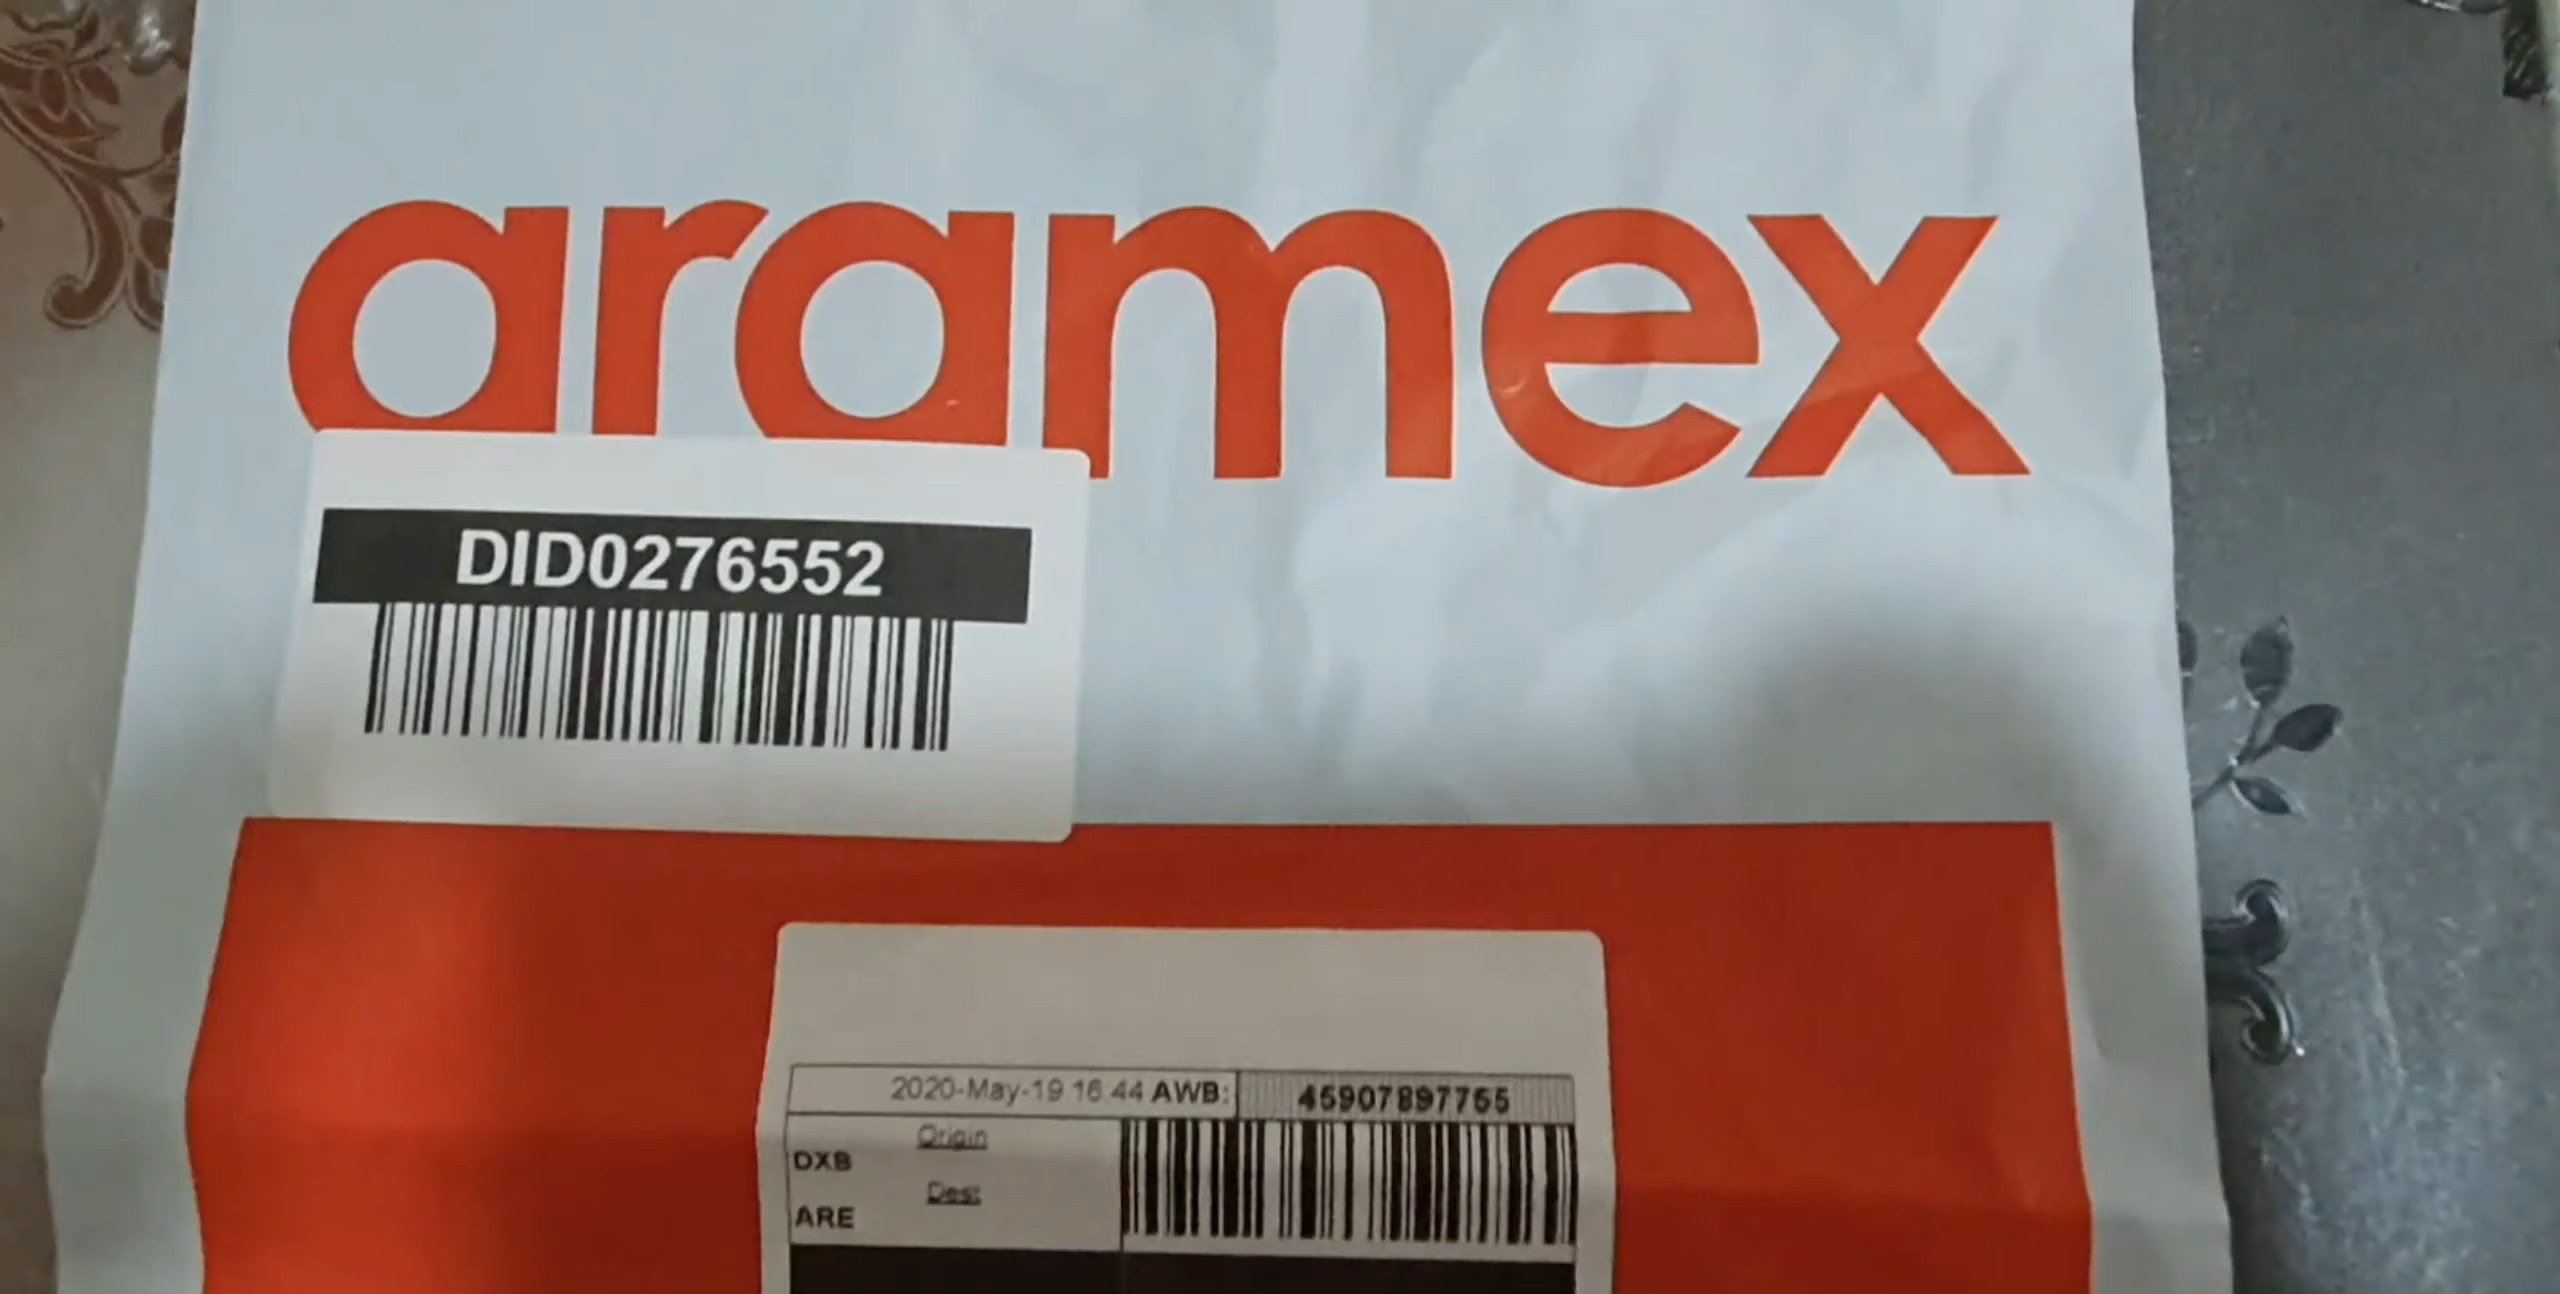 aramex
DID0276552
2020-May-19 16:44 AWB: 45907897755
Origin
DXB
Dest
ARE